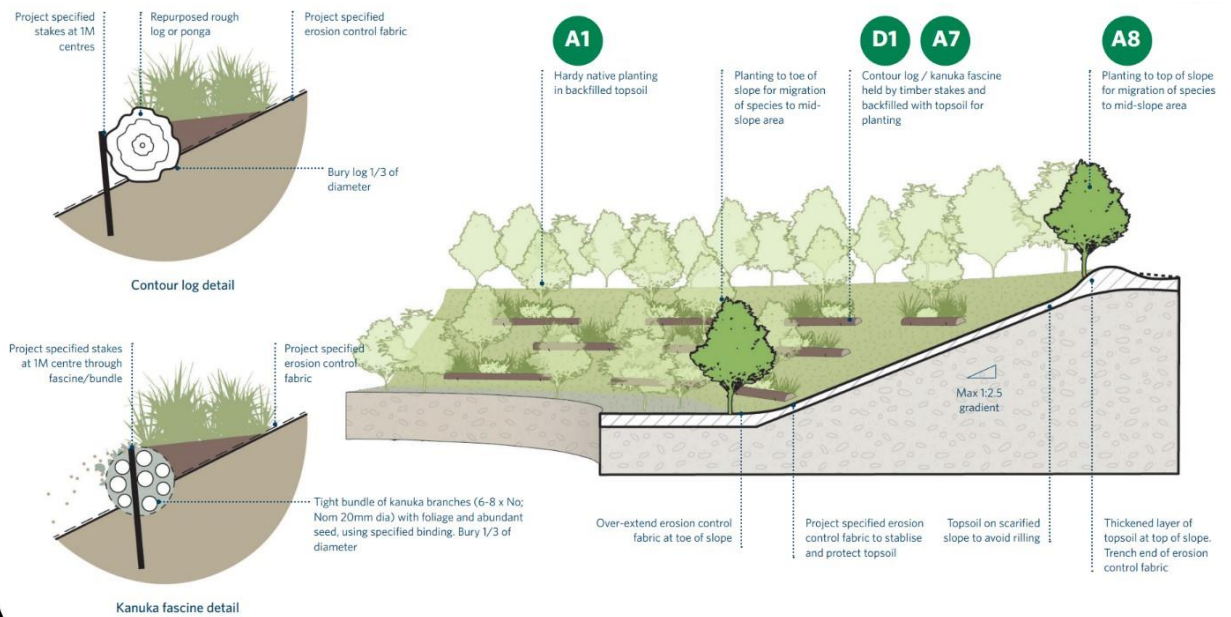 Project specified
stakes at 1M
centres
Repurposed rough
log or ponga
Project specified
erosion control fabric
Bury log 1/3 of
diameter
Contour log detail
Project specified stakes
at 1M centre through
fascine/bundle
Project specified
erosion control
fabric
Tight bundle of kanuka branches (6-8 x No;
Nom 20mm dia) with foliage and abundant
seed, using specified binding. Bury 1/3 of
diameter
Kanuka fascine detail
A1
Hardy native planting
in backfilled topsoil
Planting to toe of
slope for migration
of species to mid-
slope area
D1
A7
Contour log / kanuka fascine
held by timber stakes and
backfilled with topsoil for
planting
A8
Planting to top of slope
for migration of species
to mid-slope area
Max 1:2.5
gradient
Over-extend erosion control
fabric at toe of slope
Project specified erosion
control fabric to stablise
and protect topsoil
Topsoil on scarified
slope to avoid rilling
Thickened layer of
topsoil at top of slope.
Trench end of erosion
control fabric